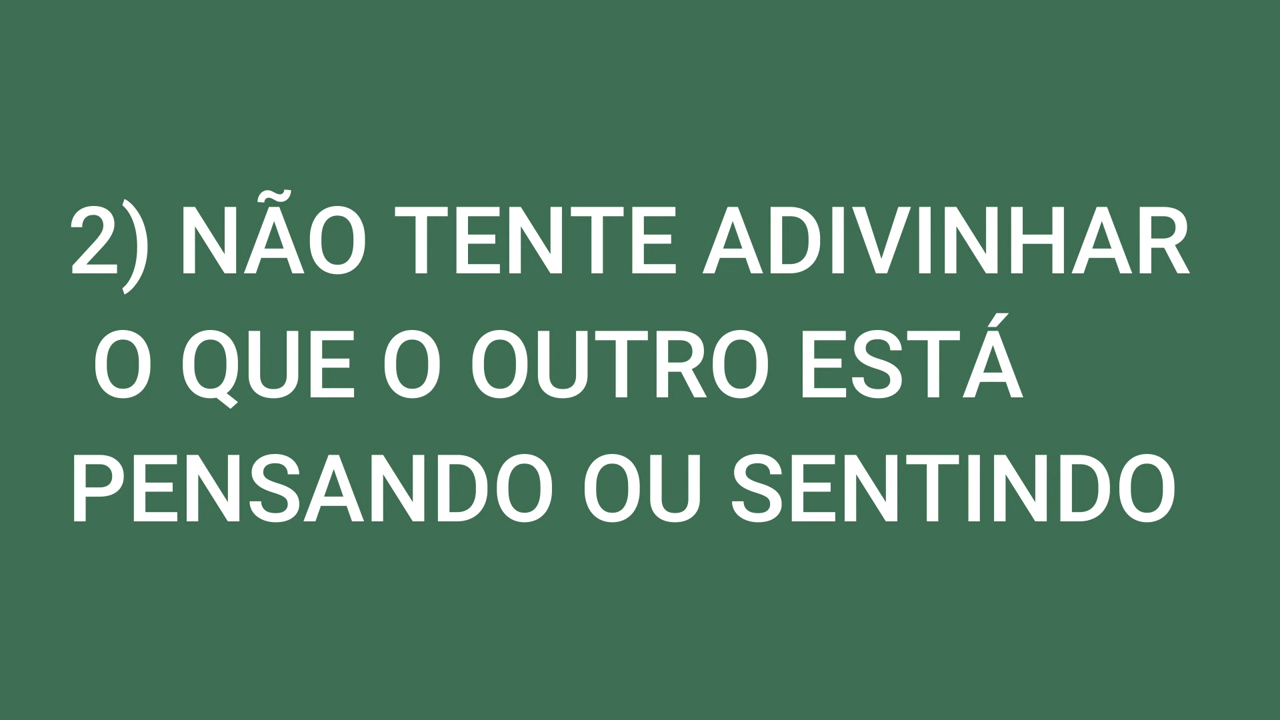 2) NÃO TENTE ADIVINHAR
O QUE O OUTRO ESTÁ
PENSANDO OU SENTINDO